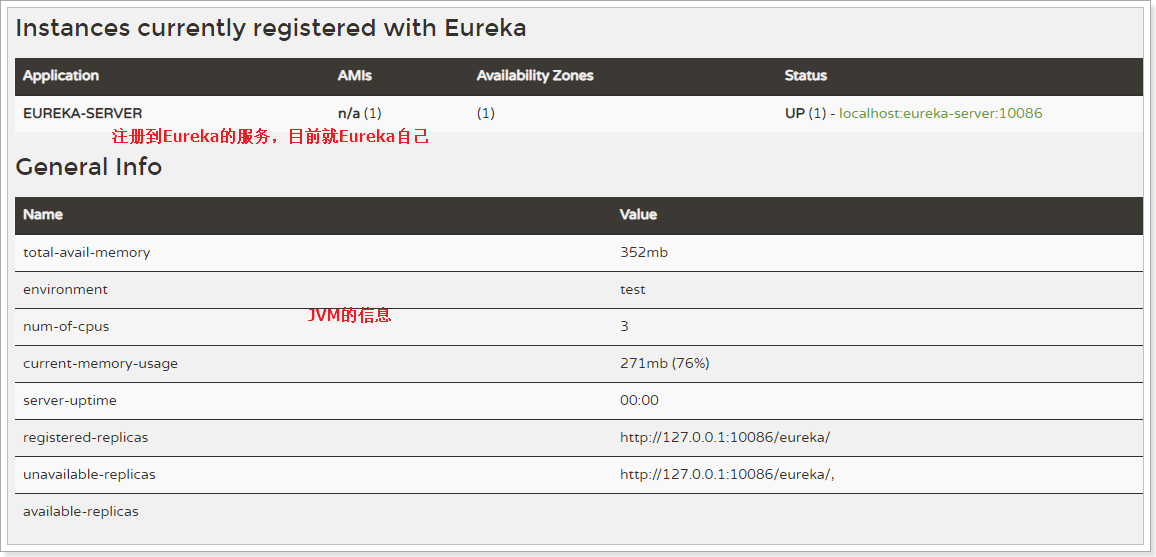 Instances currently registered with Eureka
Application AMIs Availability Zones Status
EUREKA-SERVER n/a (1) (1) UP (1) - localhost:eureka-server:10086
注册到Eureka的服务，目前就Eureka自己
General Info
Name Value
total-avail-memory 352mb
environment test
JVM的信息
num-of-cpus 3
current-memory-usage 271mb (76%)
server-uptime 00:00
registered-replicas http://127.0.0.1:10086/eureka/
unavailable-replicas http://127.0.0.1:10086/eureka/,
available-replicas